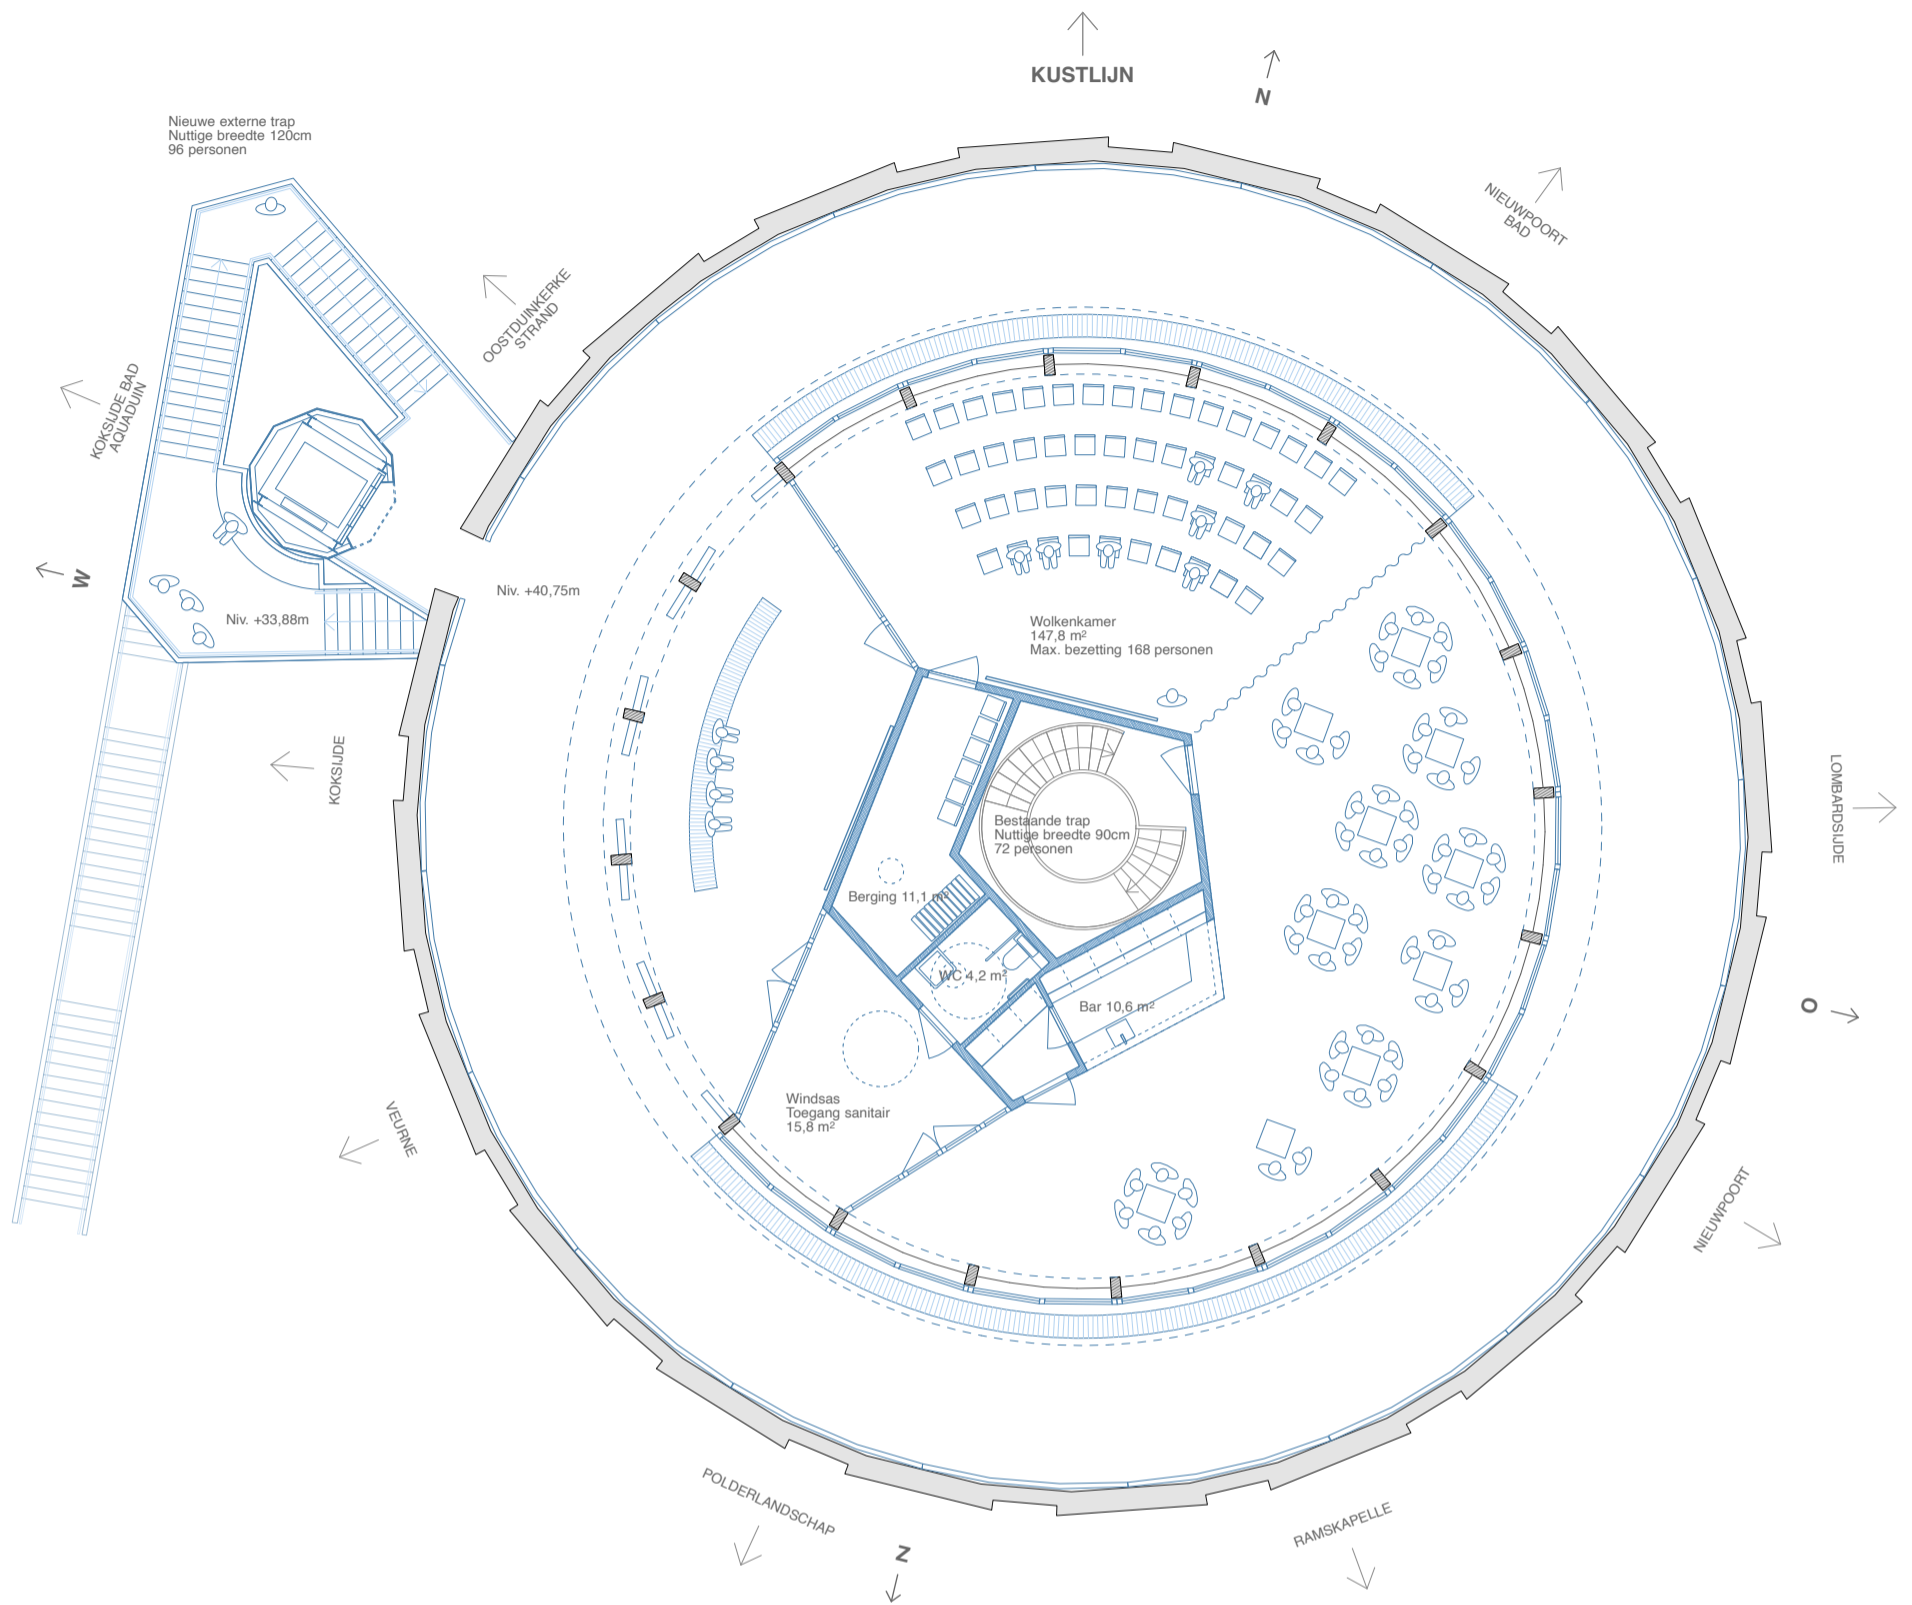 KUSTLIJN
N
Nieuwe externe trap
Nuttige breedte 120cm
96 personen
NIEUWPOORT
BAD
OOSTDUINKERKE
STRAND
KOKSIJDE BAD
AQUADUIN
W
Niv. +40,75m
Niv. +33,88m
Wolkenkamer
147,8 m²
Max. bezetting 168 personen
KOKSIJDE
LOMBARDSIJDE
Bestaande trap
Nuttige breedte 90cm
72 personen
Berging 11,1 m²
WC 4,2 m²
Bar 10,6 m²
O
Windsas
Toegang sanitair
15,8 m²
VEURNE
NIEUWPOORT
POLDERLANDSCHAP
RAMSKAPELLE
Z